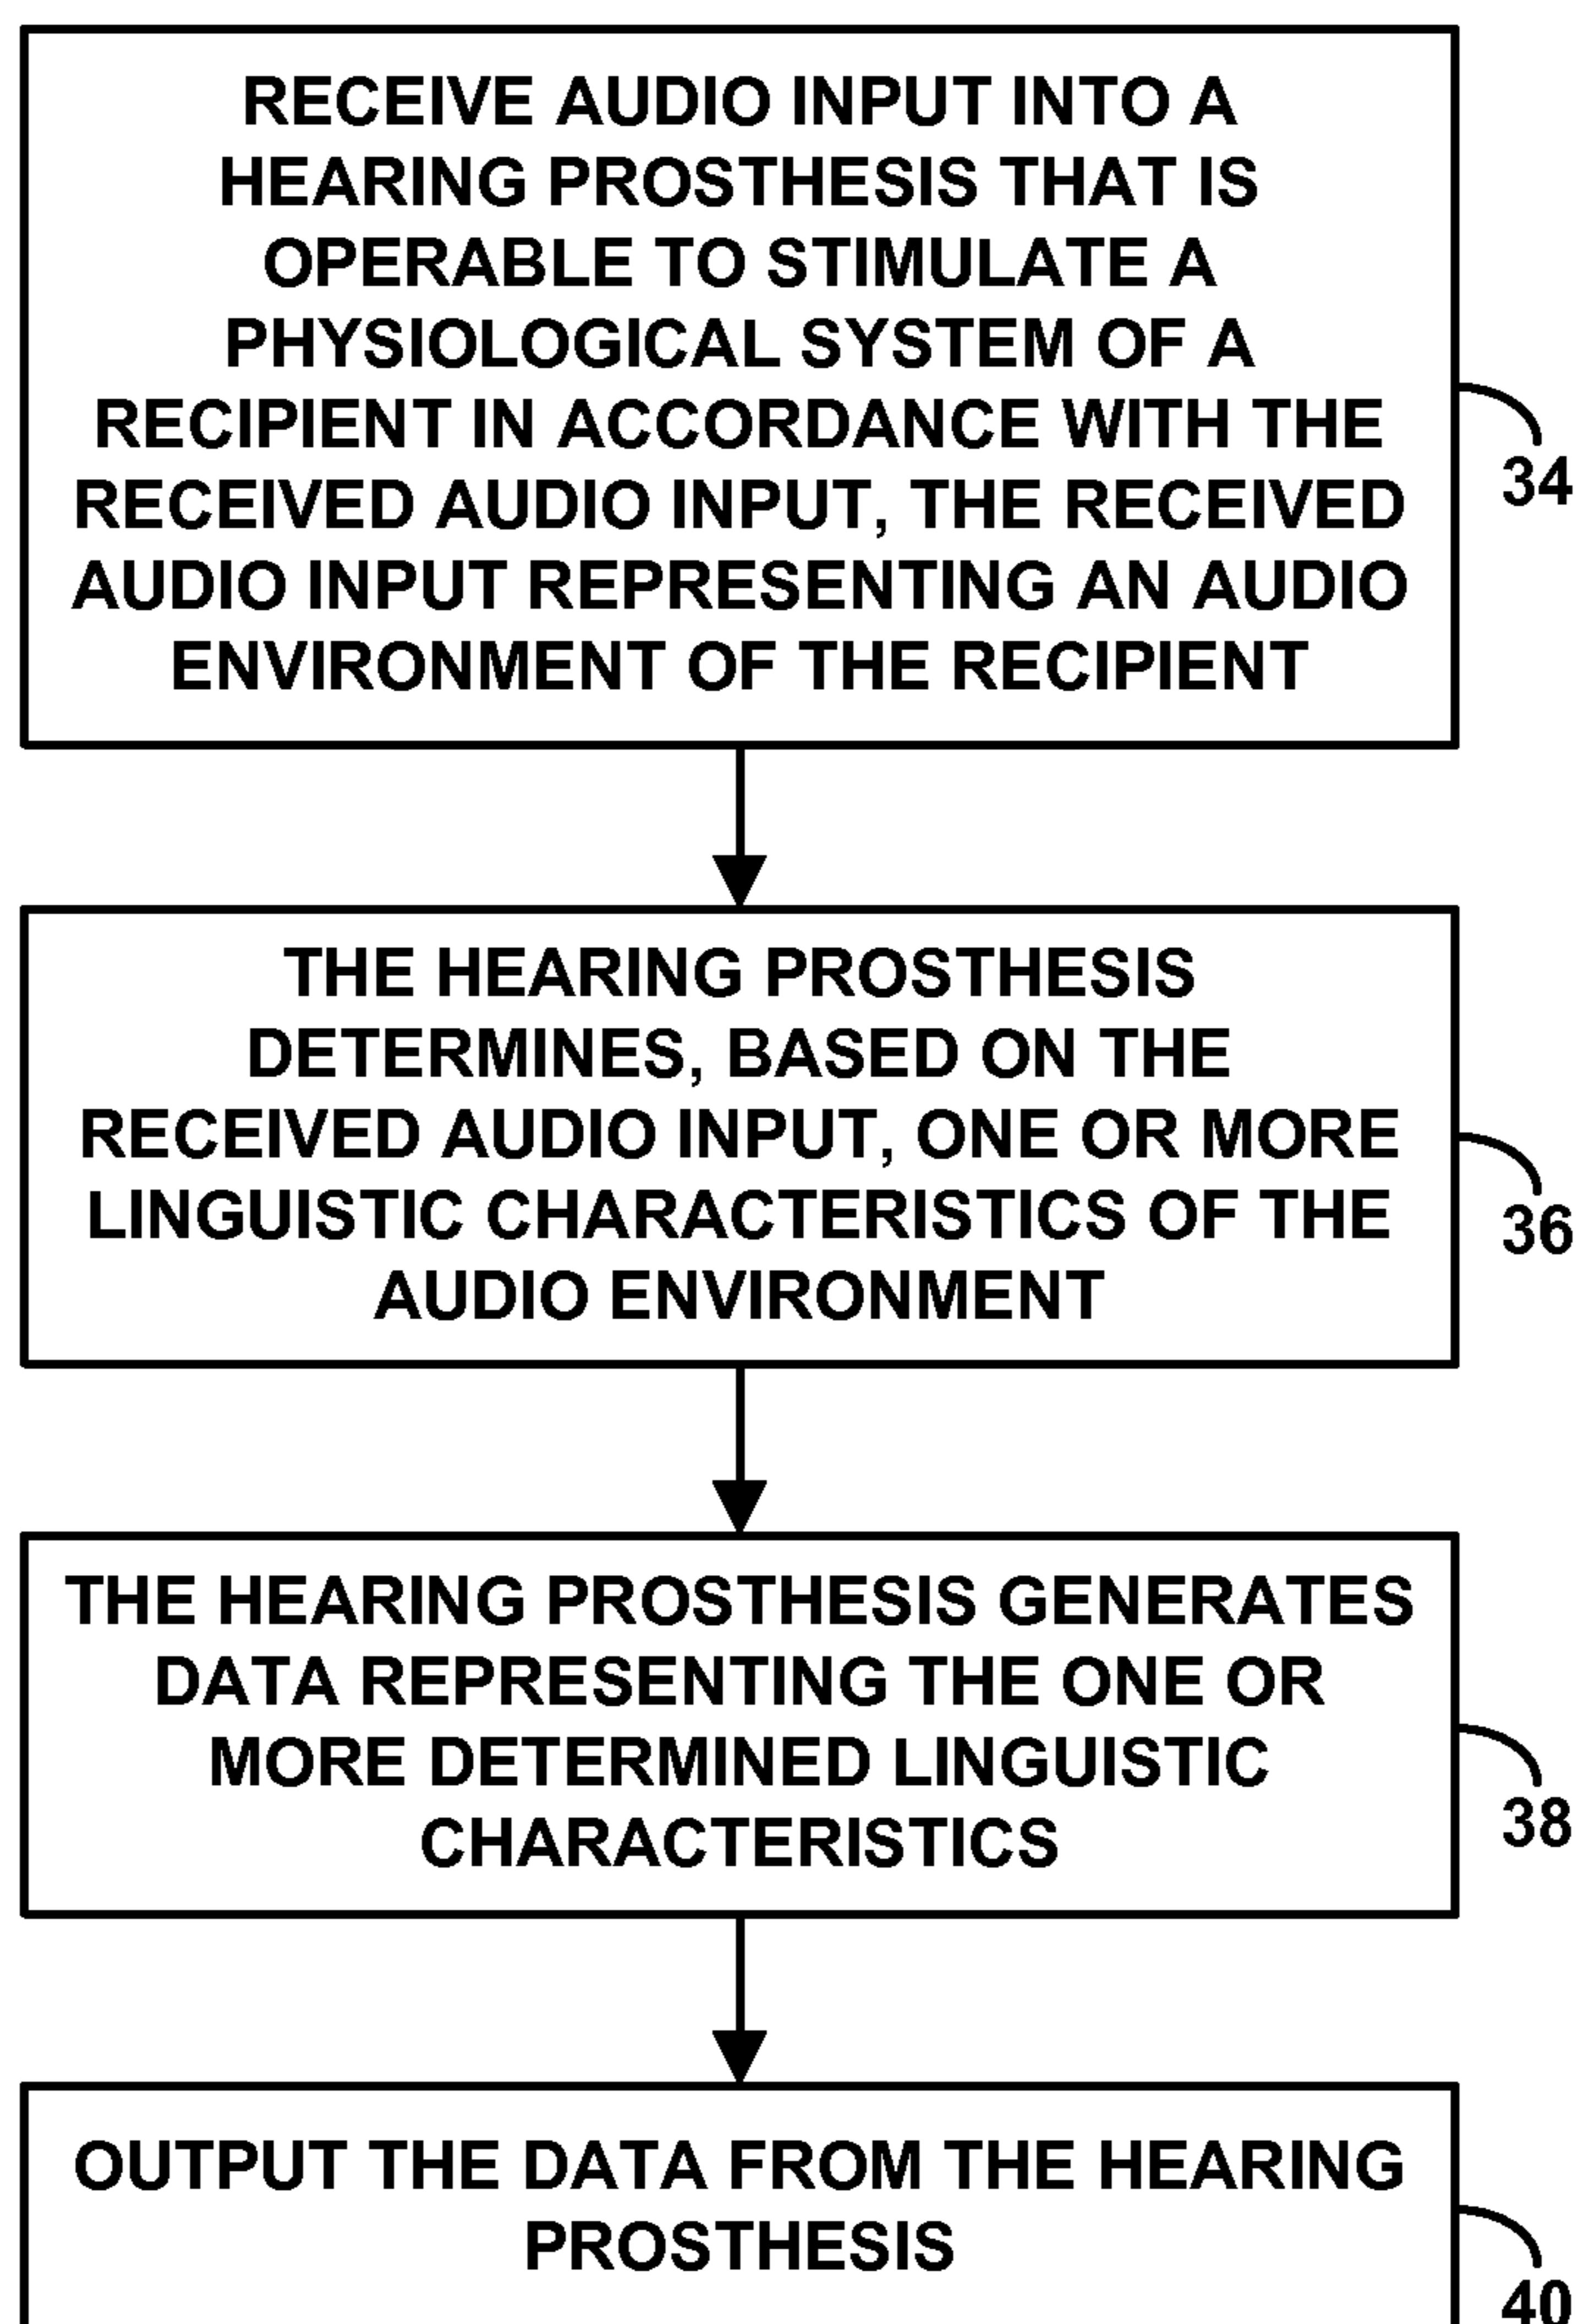 RECEIVE AUDIO INPUT INTO A
HEARING PROSTHESIS THAT IS
OPERABLE TO STIMULATE A
PHYSIOLOGICAL SYSTEM OF A
RECIPIENT IN ACCORDANCE WITH THE
RECEIVED AUDIO INPUT, THE RECEIVED
AUDIO INPUT REPRESENTING AN AUDIO
ENVIRONMENT OF THE RECIPIENT
34
THE HEARING PROSTHESIS
DETERMINES, BASED ON THE
RECEIVED AUDIO INPUT, ONE OR MORE
LINGUISTIC CHARACTERISTICS OF THE
AUDIO ENVIRONMENT
36
THE HEARING PROSTHESIS GENERATES
DATA REPRESENTING THE ONE OR
MORE DETERMINED LINGUISTIC
CHARACTERISTICS
38
OUTPUT THE DATA FROM THE HEARING
PROSTHESIS
40